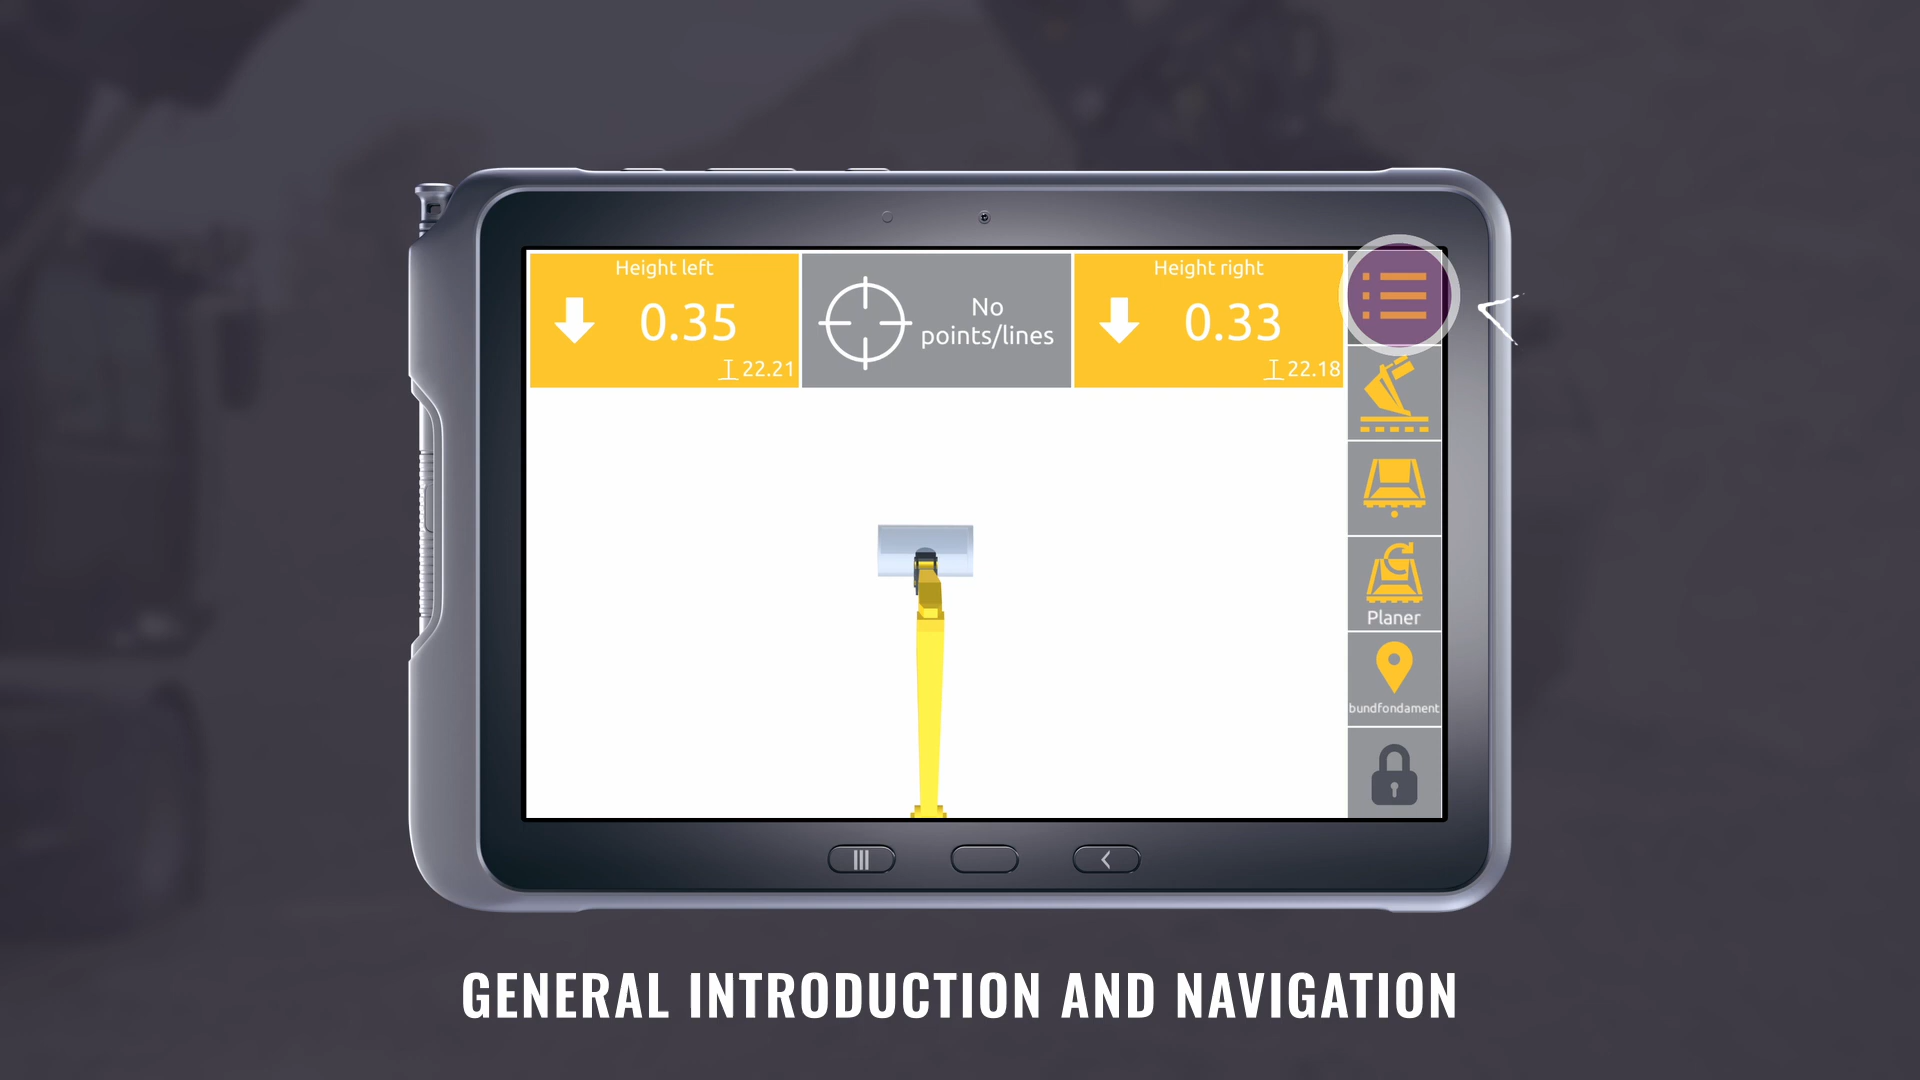 Height left
0.35
22.21
No
points/lines
Height right
0.33
22.18
Planer
bundfondament
GENERAL INTRODUCTION AND NAVIGATION